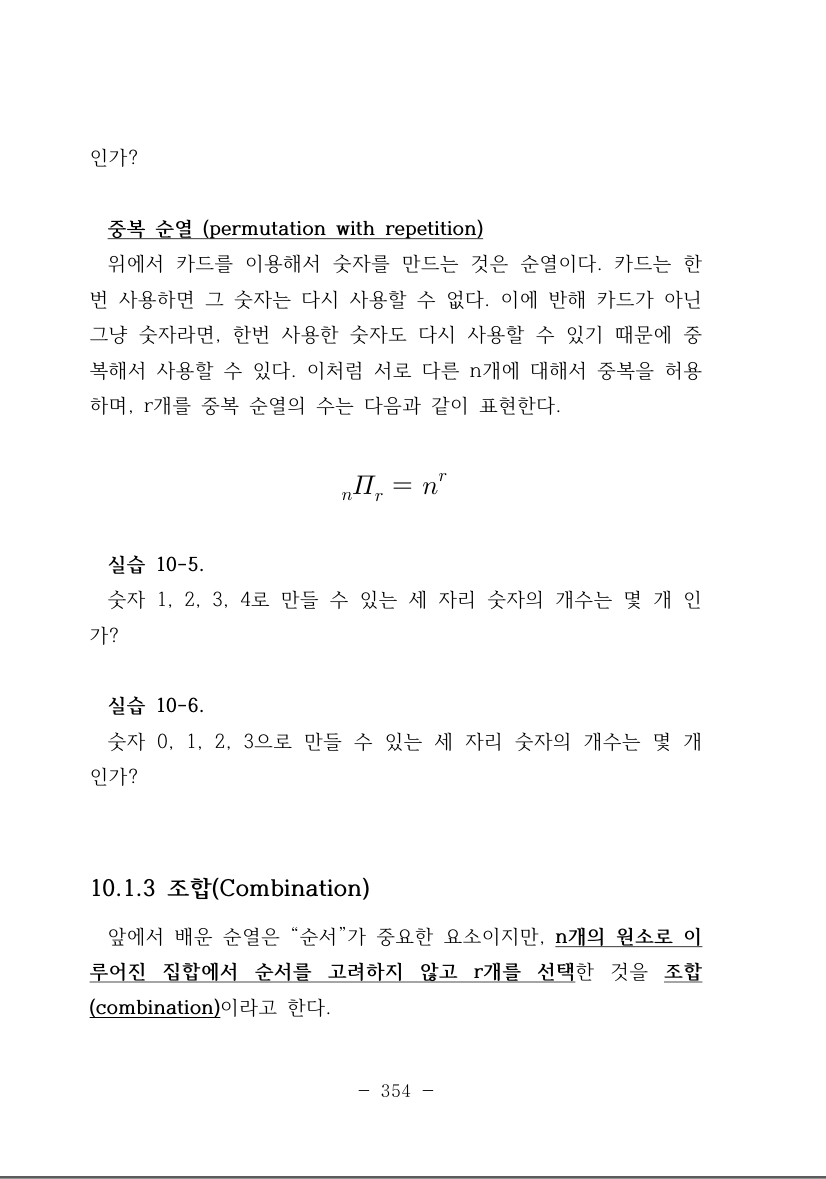 인가?
중복 순열 (permutation with repetition)
위에서 카드를 이용해서 숫자를 만드는 것은 순열이다. 카드는 한
번 사용하면 그 숫자는 다시 사용할 수 없다. 이에 반해 카드가 아닌
그냥 숫자라면, 한번 사용한 숫자도 다시 사용할 수 있기 때문에 중
복해서 사용할 수 있다. 이처럼 서로 다른 n개에 대해서 중복을 허용
하며, r개를 중복 순열의 수는 다음과 같이 표현한다.
ₙΠᵣ = nʳ
실습 10-5.
숫자 1, 2, 3, 4로 만들 수 있는 세 자리 숫자의 개수는 몇 개 인
가?
실습 10-6.
숫자 0, 1, 2, 3으로 만들 수 있는 세 자리 숫자의 개수는 몇 개
인가?
10.1.3 조합(Combination)
앞에서 배운 순열은 “순서”가 중요한 요소이지만, n개의 원소로 이
루어진 집합에서 순서를 고려하지 않고 r개를 선택한 것을 조합
(combination)이라고 한다.
- 354 -